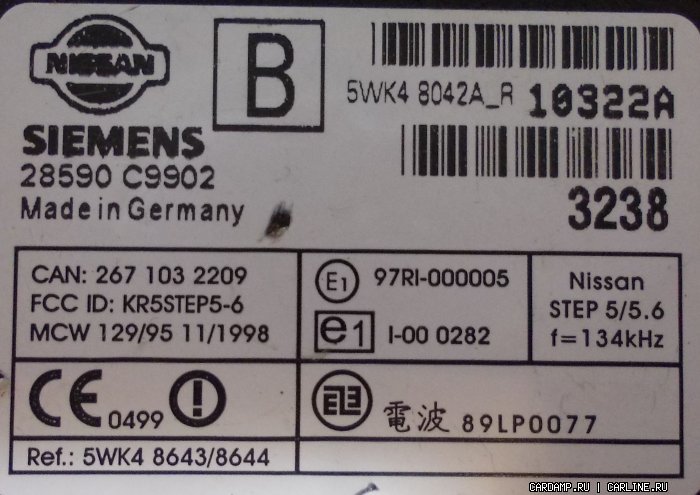 NISSAN
B
5WK4 8042A_R 10322A
SIEMENS
28590 C9902
Made in Germany
3238
CAN: 267 103 2209
FCC ID: KR5STEP5-6
MCW 129/95 11/1998
E1 97RI-000005
e1 I-00 0282
Nissan
STEP 5/5.6
f=134kHz
CE 0499
電波 89LP0077
Ref.: 5WK4 8643/8644
CARDAMP.RU | CARLINE.RU